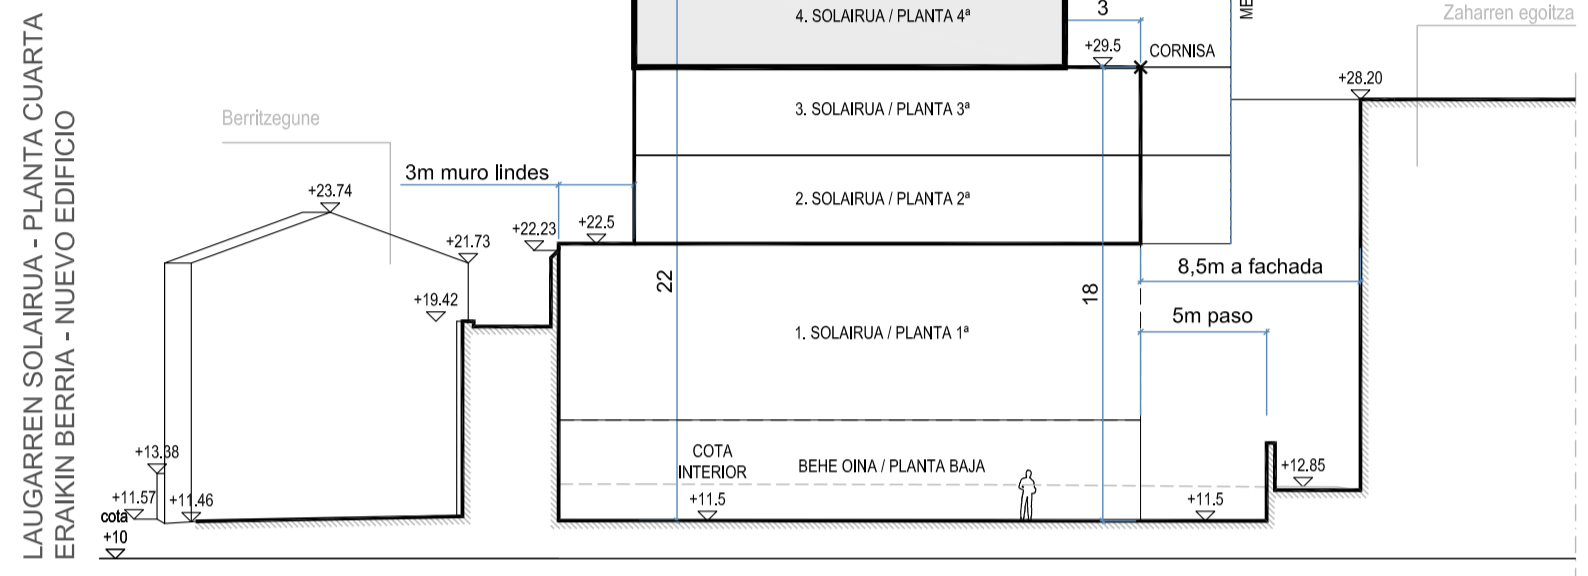 LAUGARREN SOLAIRUA - PLANTA CUARTA
ERAIKIN BERRIA - NUEVO EDIFICIO
4. SOLAIRUA / PLANTA 4ª
3
ME
Zaharren egoitza
+29.5
CORNISA
+28.20
3. SOLAIRUA / PLANTA 3ª
Berritzegune
3m muro lindes
+23.74
2. SOLAIRUA / PLANTA 2ª
+22.23
+22.5
+21.73
8,5m a fachada
22
18
+19.42
5m paso
1. SOLAIRUA / PLANTA 1ª
+13.38
COTA
INTERIOR
BEHE OINA / PLANTA BAJA
+12.85
+11.57
+11.46
+11.5
+11.5
cota
+10